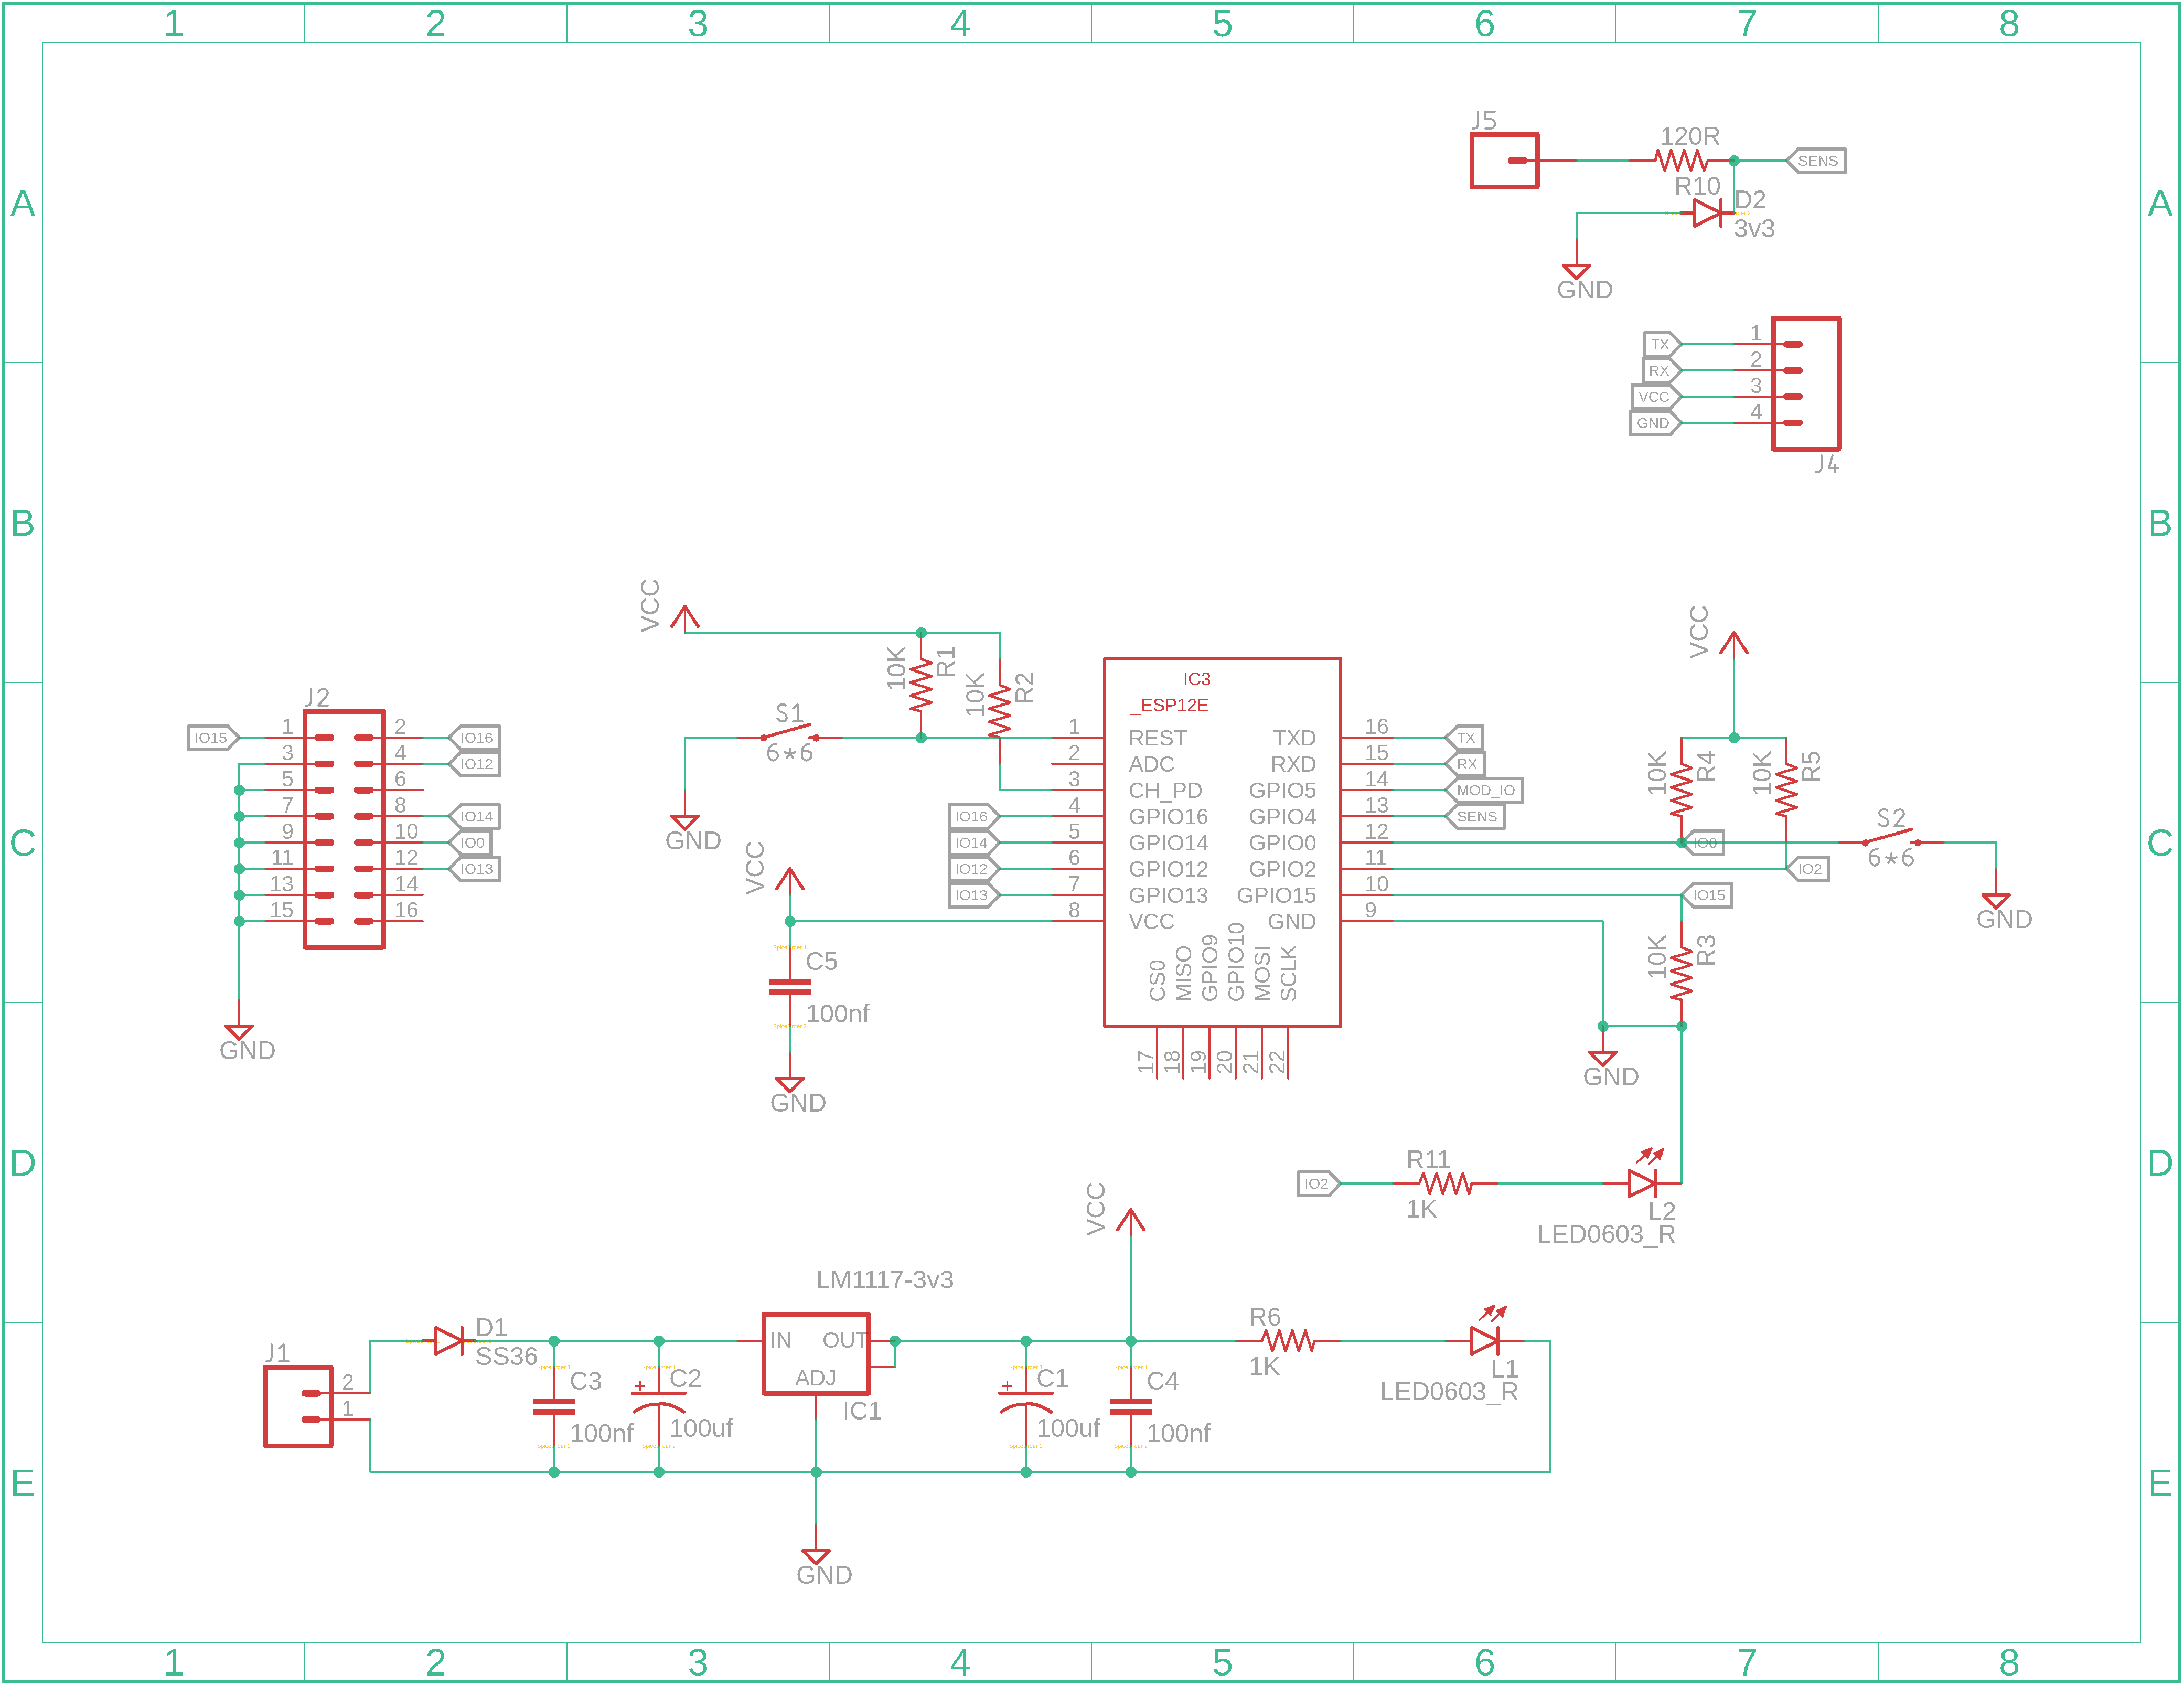 1 2 3 4 5 6 7 8
A A
J5
120R
SENS
R10
D2
3v3
GND
TX 1
RX 2
VCC 3
GND 4
J4
B B
VCC
10K R1
10K R2
S1
6*6
GND
IC3
_ESP12E
1 REST TXD 16 TX
2 ADC RXD 15 RX
3 CH_PD GPIO5 14 MOD_IO
IO16 4 GPIO16 GPIO4 13 SENS
IO14 5 GPIO14 GPIO0 12 IO0
IO12 6 GPIO12 GPIO2 11 IO2
IO13 7 GPIO13 GPIO15 10 IO15
8 VCC GND 9
CS0 MISO GPIO9 GPIO10 MOSI SCLK
17 18 19 20 21 22
VCC
10K R4
10K R5
S2
6*6
GND
10K R3
GND
J2
IO15 1 2 IO16
3 4 IO12
5 6
7 8 IO14
9 10 IO0
11 12 IO13
13 14
15 16
GND
C C
VCC
C5
100nf
GND
D D
IO2
R11
1K
L2
LED0603_R
VCC
LM1117-3v3
IN OUT
ADJ
IC1
J1
2
1
D1
SS36
C3
100nf
+
C2
100uf
+
C1
100uf
C4
100nf
R6
1K
L1
LED0603_R
GND
E E
1 2 3 4 5 6 7 8